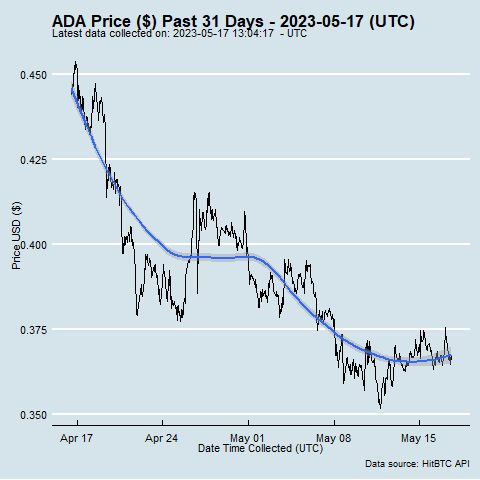 ADA Price ($) Past 31 Days - 2023-05-17 (UTC)
Latest data collected on: 2023-05-17 13:04:17  - UTC
0.450
0.425
0.400
0.375
0.350
Price USD ($)
Apr 17 Apr 24 May 01 May 08 May 15
Date Time Collected (UTC)
Data source: HitBTC API